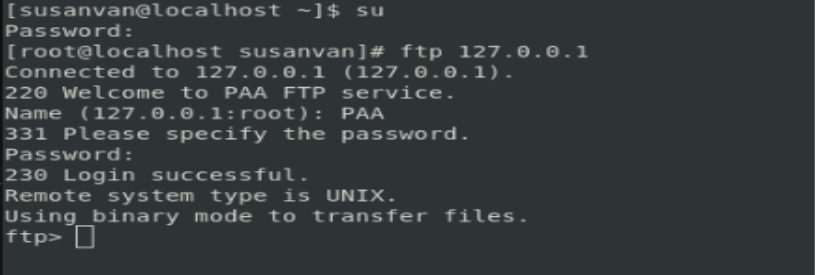 [susanvan@localhost ~]$ su
Password:
[root@localhost susanvan]# ftp 127.0.0.1
Connected to 127.0.0.1 (127.0.0.1).
220 Welcome to PAA FTP service.
Name (127.0.0.1:root): PAA
331 Please specify the password.
Password:
230 Login successful.
Remote system type is UNIX.
Using binary mode to transfer files.
ftp>